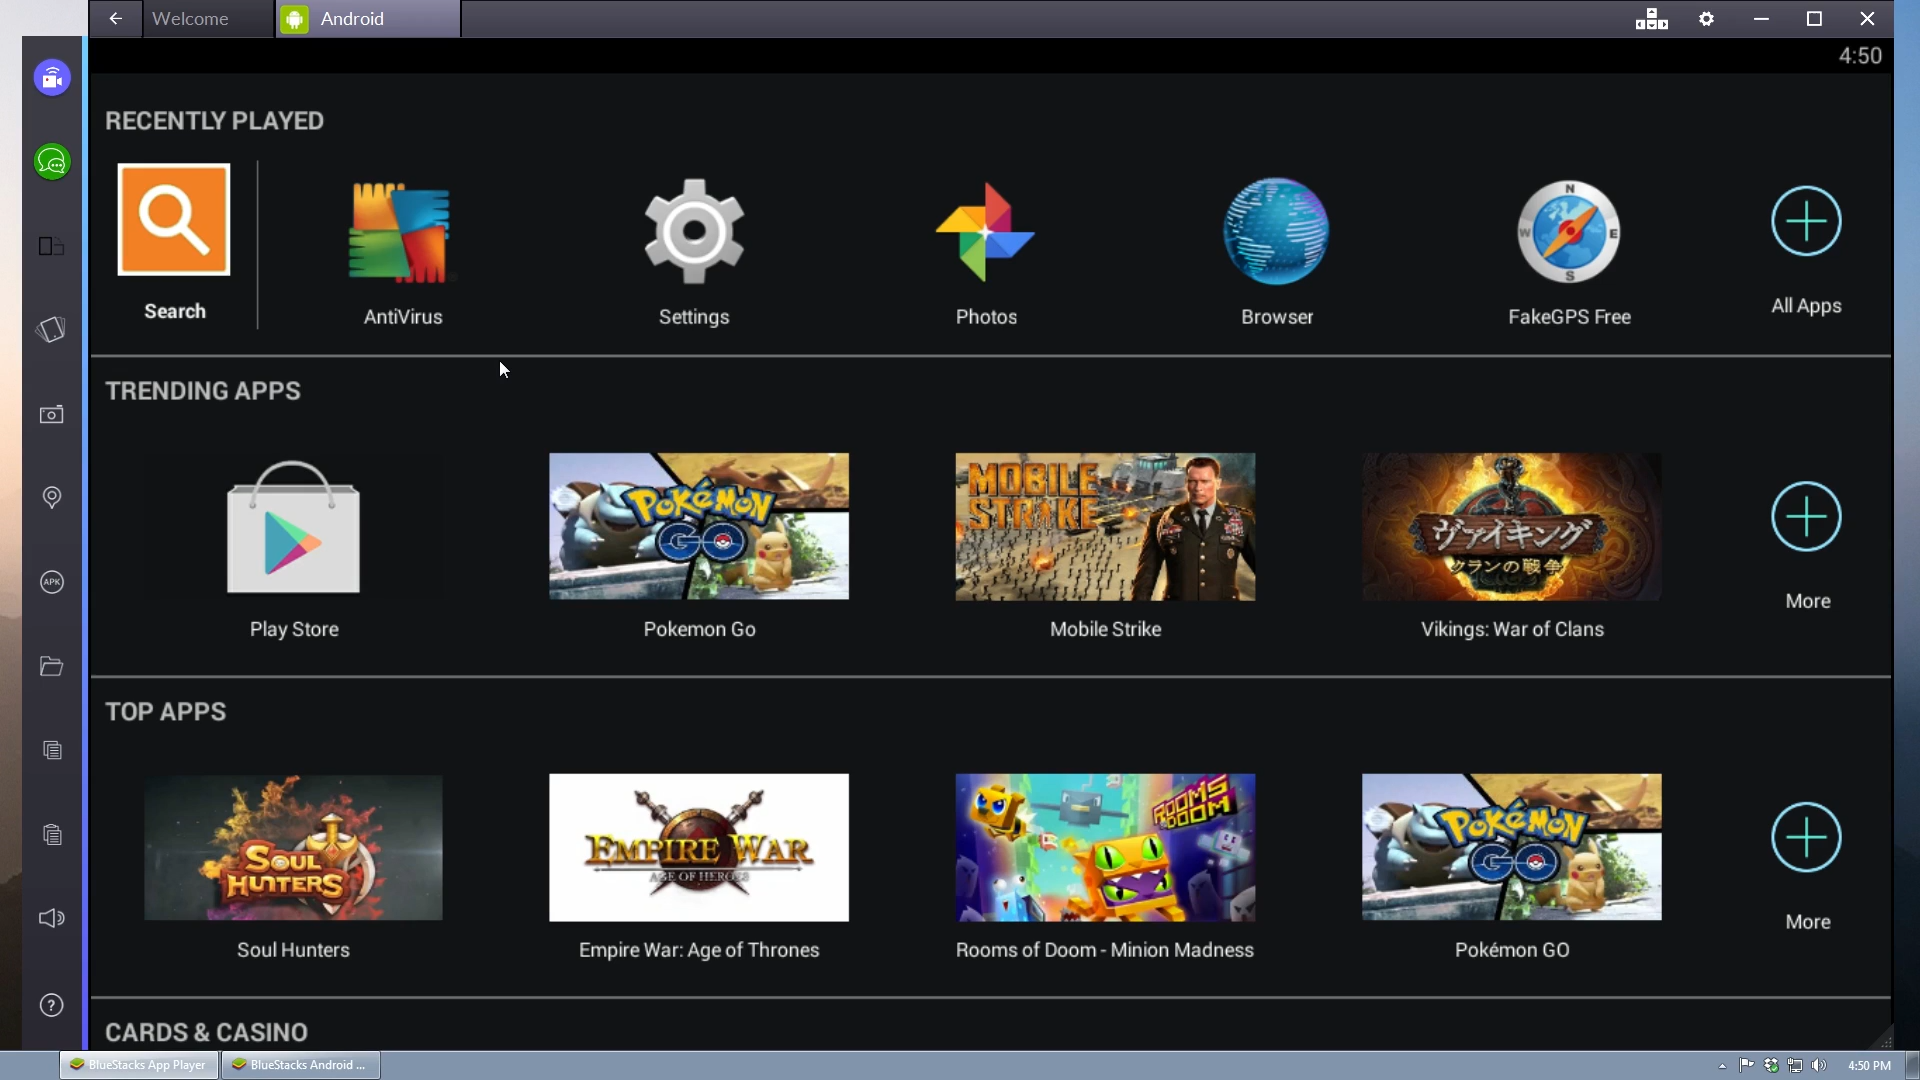 Welcome
Android
4:50
RECENTLY PLAYED
Search
AntiVirus
Settings
Photos
Browser
N
W
E
S
FakeGPS Free
All Apps
TRENDING APPS
Play Store
POKéMON
GO
Pokemon Go
MOBILE
STRIKE
Mobile Strike
ヴァイキング
クランの戦争
Vikings: War of Clans
More
APK
TOP APPS
SOUL
HUNTERS
Soul Hunters
EMPIRE WAR
AGE OF HEROES
Empire War: Age of Thrones
ROOMS
OF DOOM
Rooms of Doom - Minion Madness
POKéMON
GO
Pokémon GO
More
CARDS & CASINO
BlueStacks App Player
BlueStacks Android ...
4:50 PM